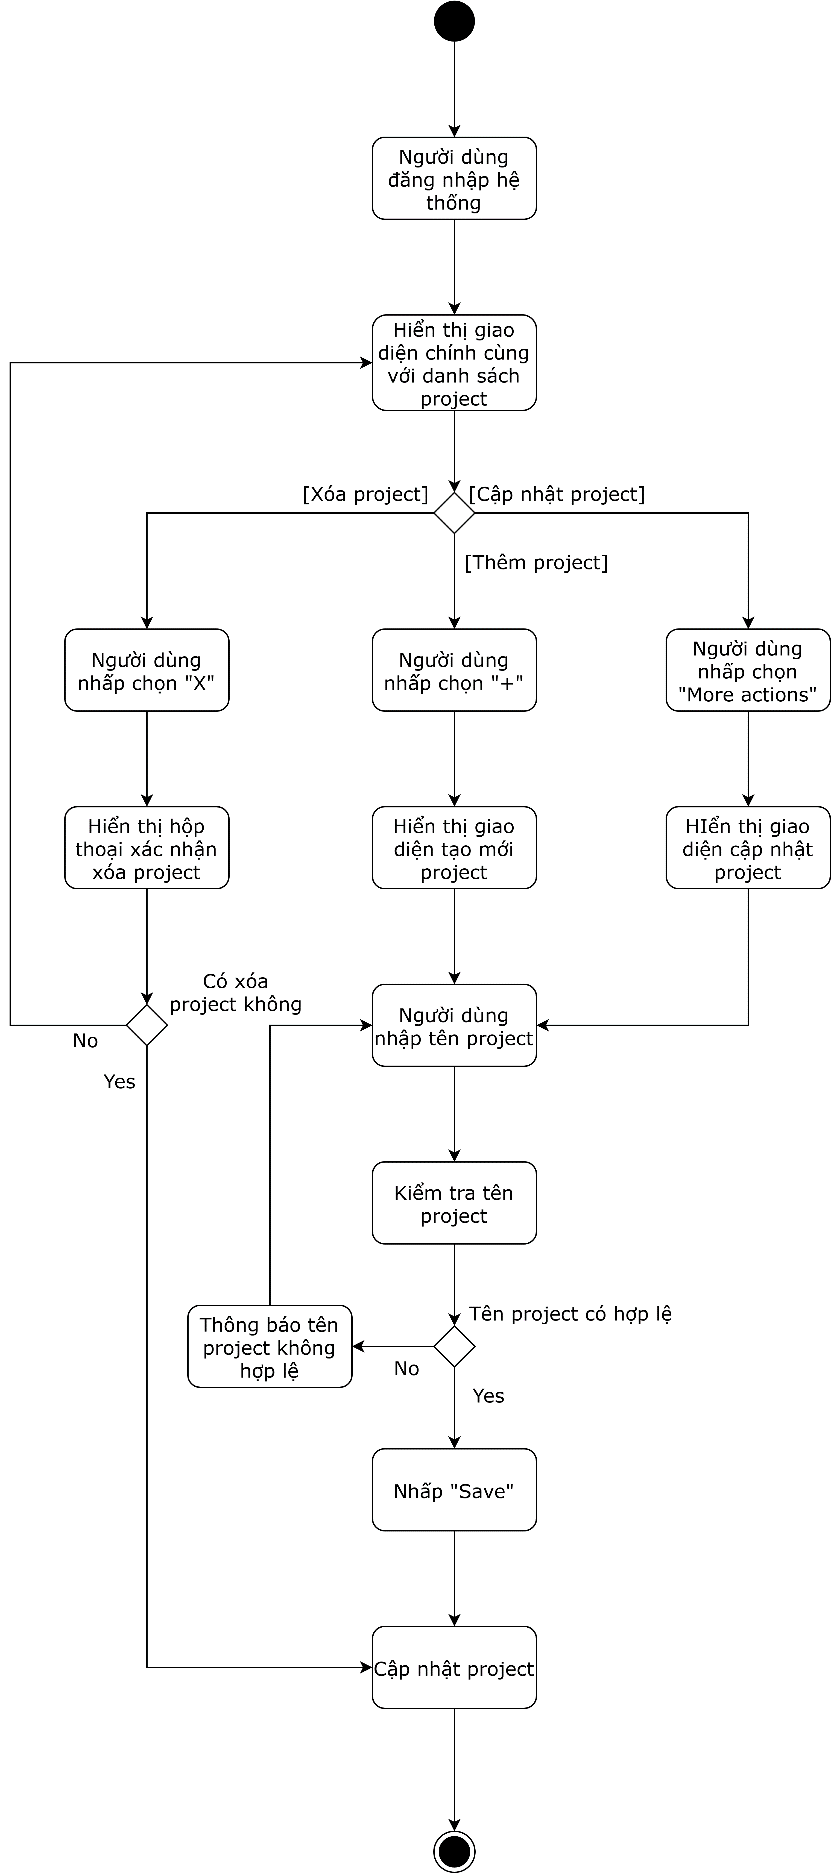 Người dùng
đăng nhập hệ
thống
Hiển thị giao
diện chính cùng
với danh sách
project
[Xóa project]
[Cập nhật project]
[Thêm project]
Người dùng
nhấp chọn "X"
Người dùng
nhấp chọn "+"
Người dùng
nhấp chọn
"More actions"
Hiển thị hộp
thoại xác nhận
xóa project
Hiển thị giao
diện tạo mới
project
HIển thị giao
diện cập nhật
project
Có xóa
project không
No
Yes
Người dùng
nhập tên project
Kiểm tra tên
project
Tên project có hợp lệ
Thông báo tên
project không
hợp lệ
No
Yes
Nhấp "Save"
Cập nhật project